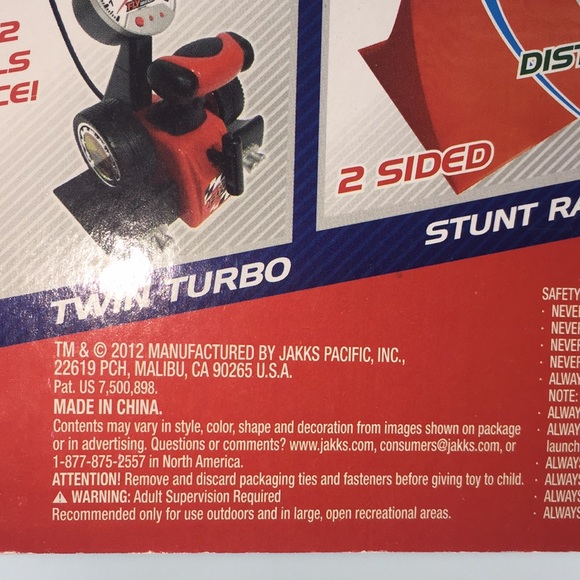 2
LS
CE!
DIST
2 SIDED
STUNT RA
TWIN TURBO
TM & © 2012 MANUFACTURED BY JAKKS PACIFIC, INC.,
22619 PCH, MALIBU, CA 90265 U.S.A.
Pat. US 7,500,898.
MADE IN CHINA.
Contents may vary in style, color, shape and decoration from images shown on package
or in advertising. Questions or comments? www.jakks.com, consumers@jakks.com, or
1-877-875-2557 in North America.
ATTENTION! Remove and discard packaging ties and fasteners before giving toy to child.
⚠ WARNING: Adult Supervision Required
Recommended only for use outdoors and in large, open recreational areas.
SAFETY
· NEVER
· NEVER
· NEVER
· NEVER
· ALWAY
NOTE:
· ALWAY
· ALWAY
launch
· ALWAYS
· ALWAYS
· ALWAYS
· ALWAYS